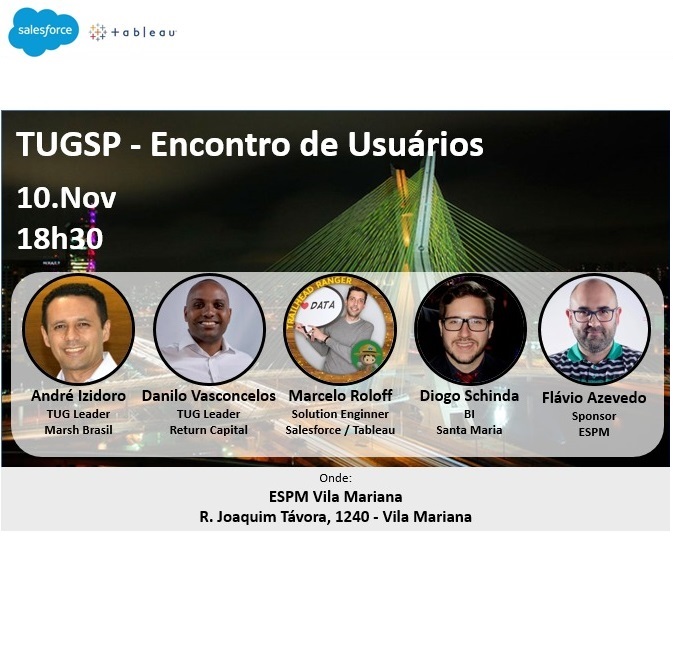 salesforce
+ableau
TUGSP - Encontro de Usuários
10.Nov
18h30
TRAILHEAD RANGER
DATA
André Izidoro
TUG Leader
Marsh Brasil
Danilo Vasconcelos
TUG Leader
Return Capital
Marcelo Roloff
Solution Enginner
Salesforce / Tableau
Diogo Schinda
BI
Santa Maria
Flávio Azevedo
Sponsor
ESPM
Onde:
ESPM Vila Mariana
R. Joaquim Távora, 1240 - Vila Mariana